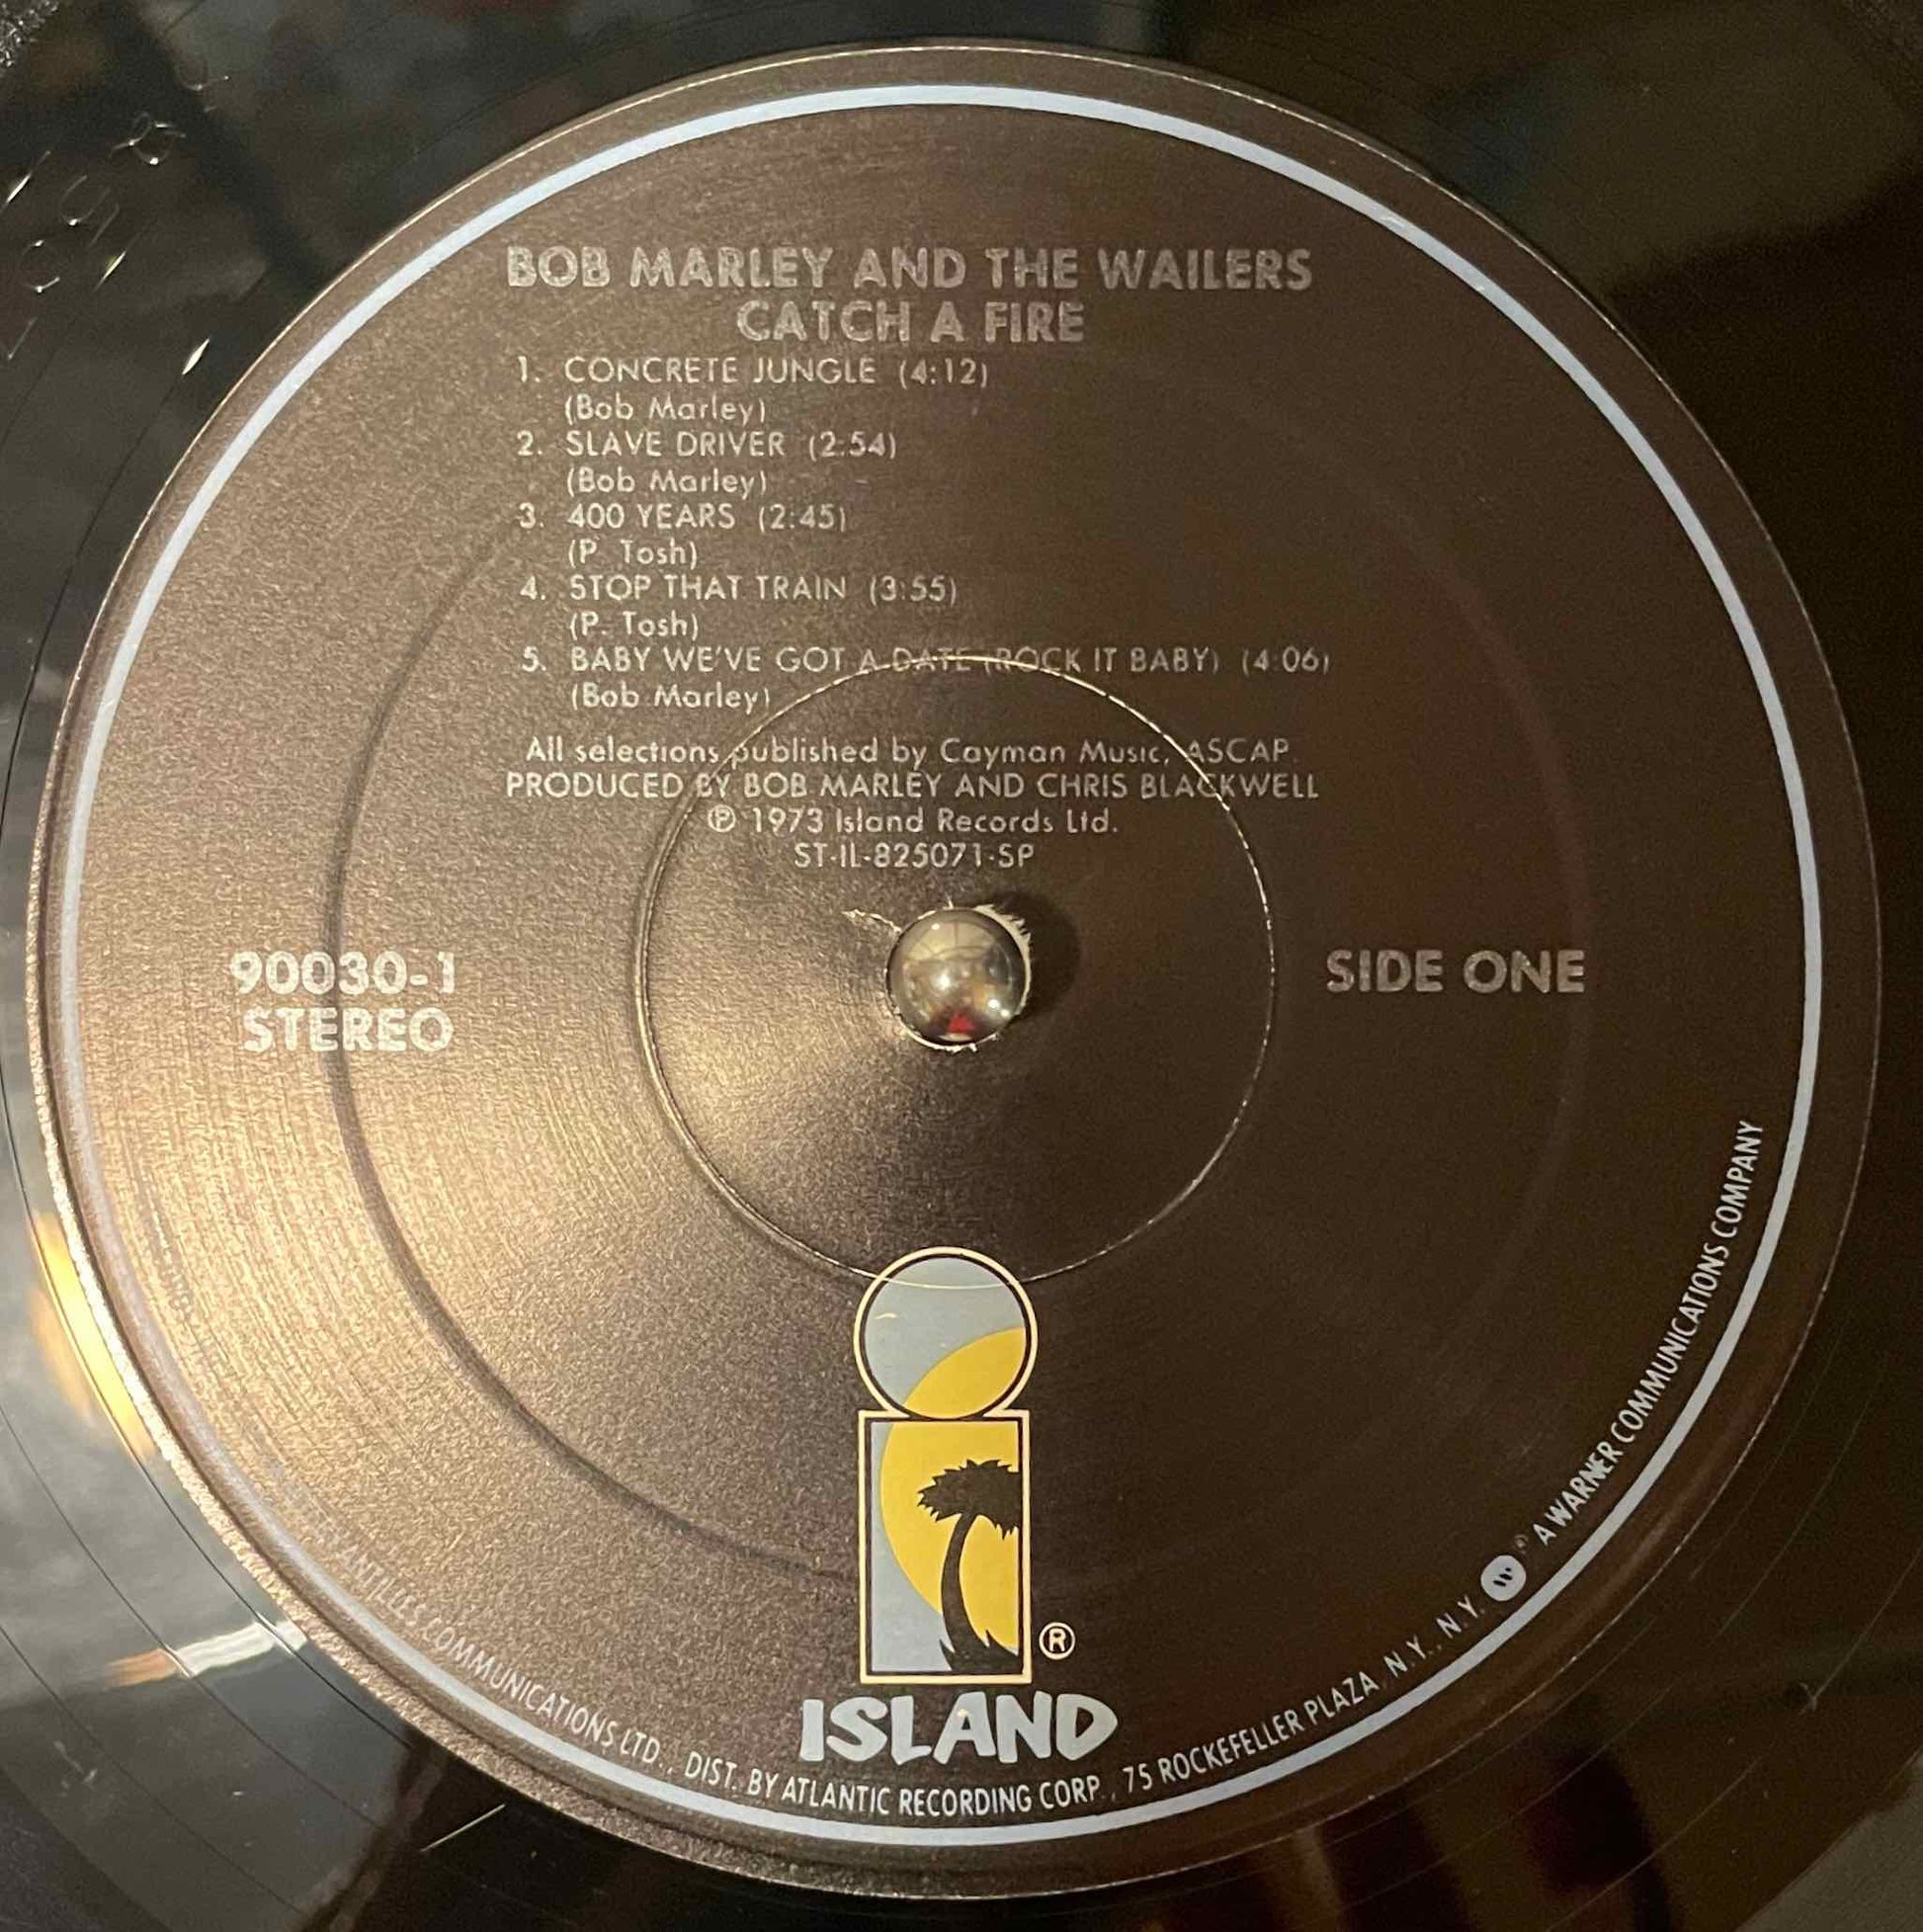 BOB MARLEY AND THE WAILERS
CATCH A FIRE
1. CONCRETE JUNGLE (4:12)
(Bob Marley)
2. SLAVE DRIVER (2:54)
(Bob Marley)
3. 400 YEARS (2:45)
(P. Tosh)
4. STOP THAT TRAIN (3:55)
(P. Tosh)
5. BABY WE'VE GOT A DATE (ROCK IT BABY) (4:06)
(Bob Marley)
All selections published by Cayman Music, ASCAP.
PRODUCED BY BOB MARLEY AND CHRIS BLACKWELL
℗ 1973 Island Records Ltd.
ST-IL-825071-SP
90030-1
STEREO
SIDE ONE
®
ISLAND
ANTILLES COMMUNICATIONS LTD., DIST. BY ATLANTIC RECORDING CORP., 75 ROCKEFELLER PLAZA, N.Y., N.Y. ® A WARNER COMMUNICATIONS COMPANY